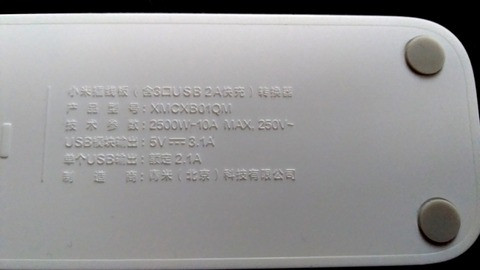 小米插线板（含3口USB 2A快充）转换器
产品型号：XMCXB01QM
技术参数：2500W-10A MAX. 250V~
USB模块输出：5V⎓3.1A
单个USB输出：额定 2.1A
制造商：青米（北京）科技有限公司